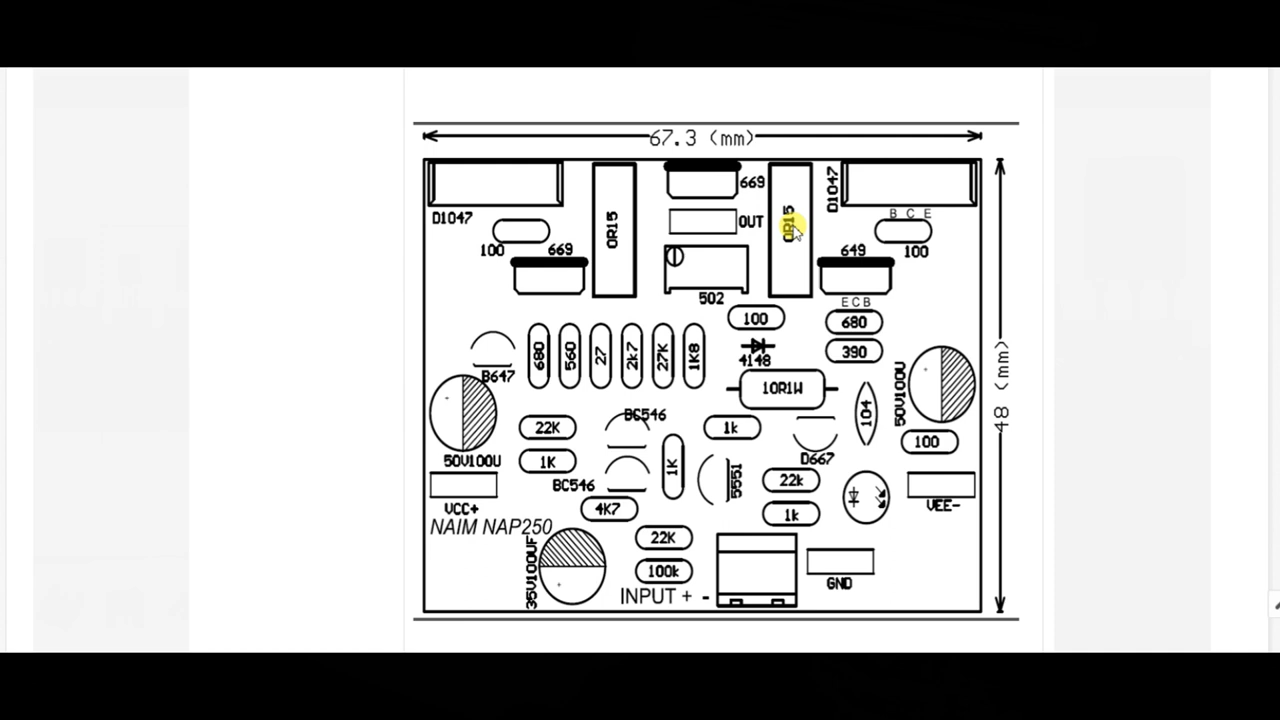 67.3 (mm)
669
D1047
D1047
0R15
OUT
0R15
B C E
100
669
502
649
100
E C B
100
680
4148
390
B647
680
560
27
2k7
27K
1K8
10R1W
50V100U
48 (mm)
104
BC546
22K
1k
100
50V100U
1K
1K
D667
BC546
5551
22k
VCC+
4K7
1k
VEE-
NAIM NAP250
35V100UF
22K
100k
GND
INPUT + -